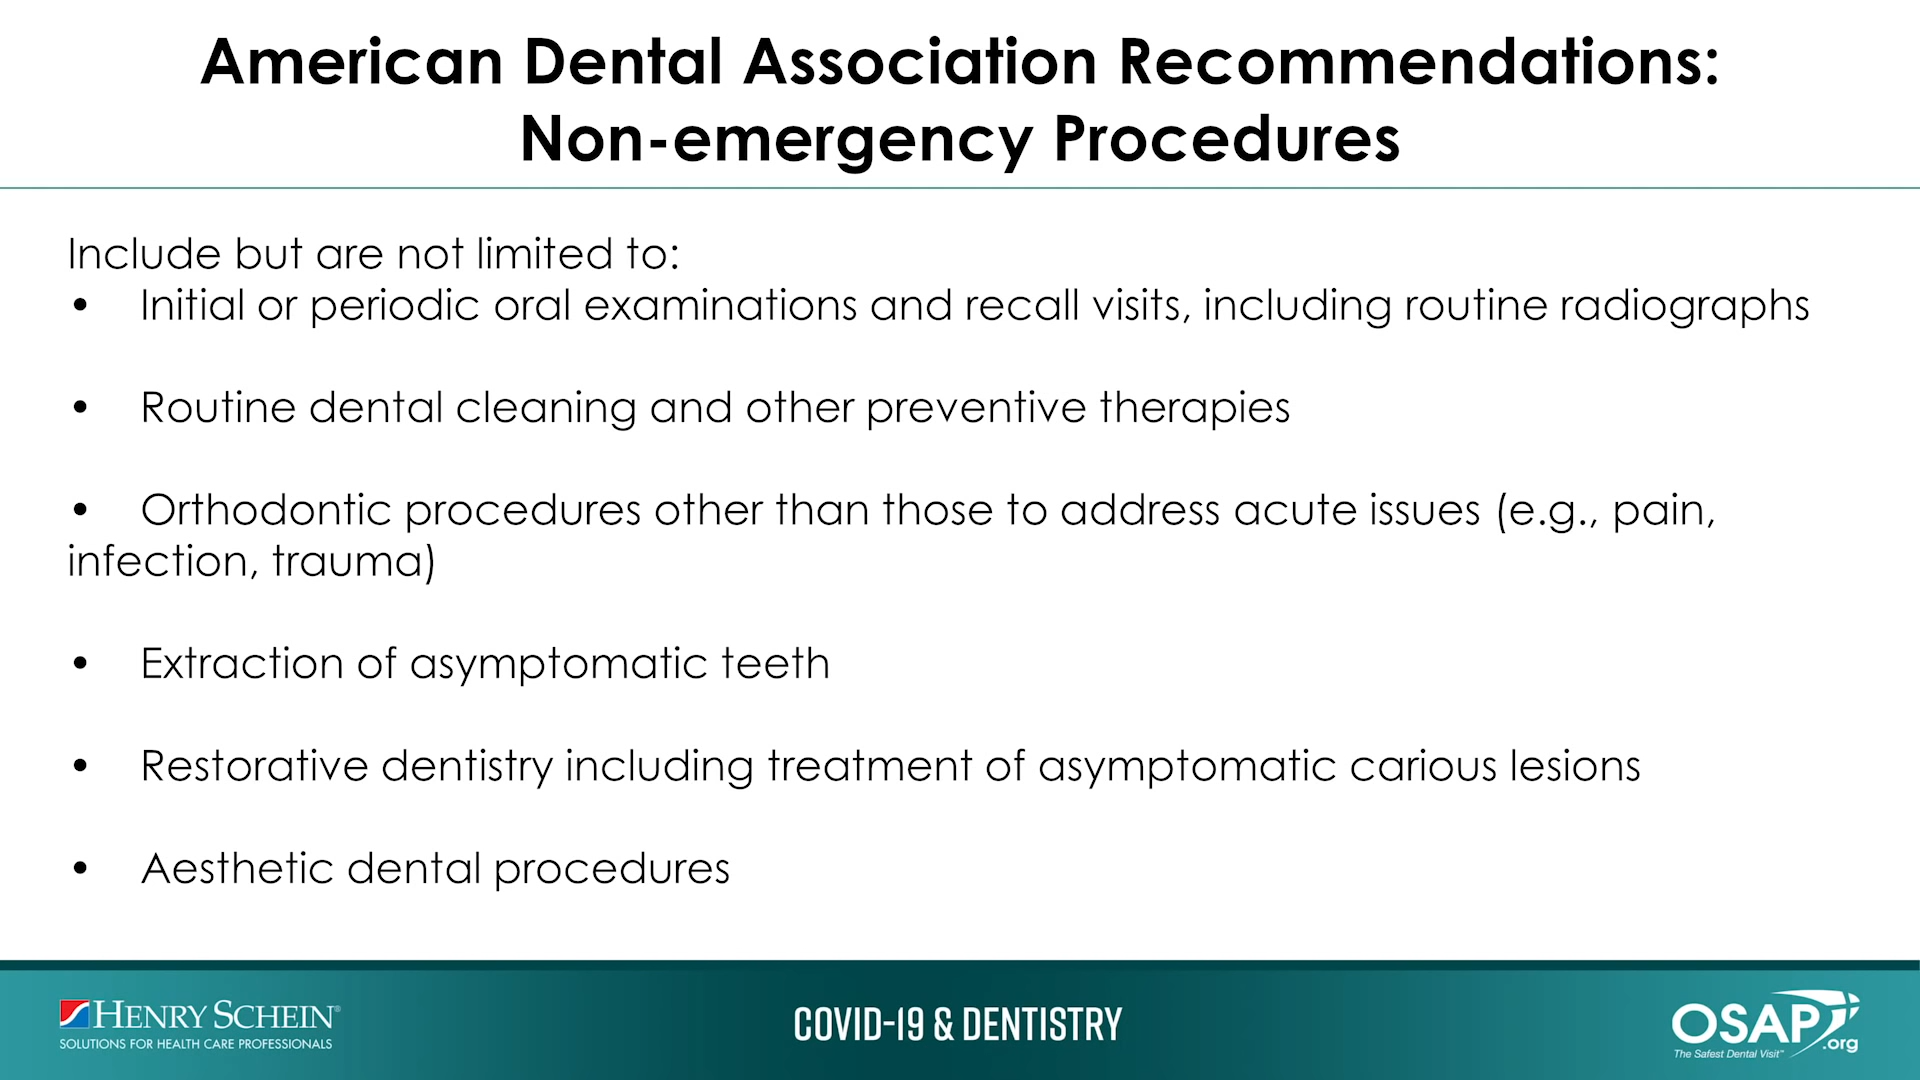 American Dental Association Recommendations:
Non-emergency Procedures
Include but are not limited to:
• Initial or periodic oral examinations and recall visits, including routine radiographs
• Routine dental cleaning and other preventive therapies
• Orthodontic procedures other than those to address acute issues (e.g., pain,
infection, trauma)
• Extraction of asymptomatic teeth
• Restorative dentistry including treatment of asymptomatic carious lesions
• Aesthetic dental procedures
HENRY SCHEIN®
SOLUTIONS FOR HEALTH CARE PROFESSIONALS
COVID-19 & DENTISTRY
OSAP
.org
The Safest Dental Visit™